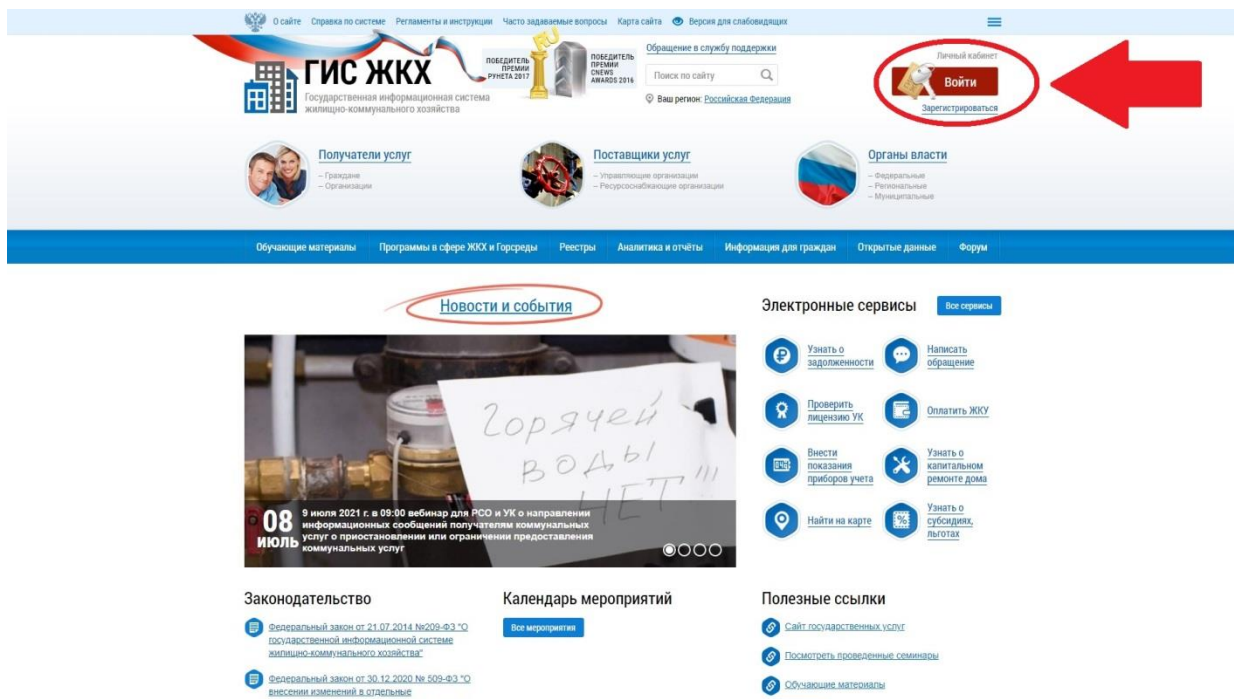 О сайте Справка по системе Регламенты и инструкции Часто задаваемые вопросы Карта сайта Версия для слабовидящих
ГИС ЖКХ
Государственная информационная система
жилищно-коммунального хозяйства
ПОБЕДИТЕЛЬ
ПРЕМИИ
РУНЕТА 2017
RU
ПОБЕДИТЕЛЬ
ПРЕМИИ
CNEWS
AWARDS 2016
Обращение в службу поддержки
Поиск по сайту
Ваш регион: Российская Федерация
Личный кабинет
Войти
Зарегистрироваться
Получатели услуг
– Граждане
– Организации
Поставщики услуг
– Управляющие организации
– Ресурсоснабжающие организации
Органы власти
– Федеральные
– Региональные
– Муниципальные
Обучающие материалы Программы в сфере ЖКХ и Горсреды Реестры Аналитика и отчёты Информация для граждан Открытые данные Форум
Новости и события
Горячей
воды
нет!!!
08
июль
9 июля 2021 г. в 09:00 вебинар для РСО и УК о направлении
информационных сообщений получателям коммунальных
услуг о приостановлении или ограничении предоставления
коммунальных услуг
Электронные сервисы
Все сервисы
Узнать о
задолженности
Написать
обращение
Проверить
лицензию УК
Оплатить ЖКУ
Внести
показания
приборов учета
Узнать о
капитальном
ремонте дома
Найти на карте
Узнать о
субсидиях,
льготах
Законодательство
Федеральный закон от 21.07.2014 №209-ФЗ "О
государственной информационной системе
жилищно-коммунального хозяйства"
Федеральный закон от 30.12.2020 № 509-ФЗ "О
внесении изменений в отдельные
Календарь мероприятий
Все мероприятия
Полезные ссылки
Сайт государственных услуг
Посмотреть проведенные семинары
Обучающие материалы